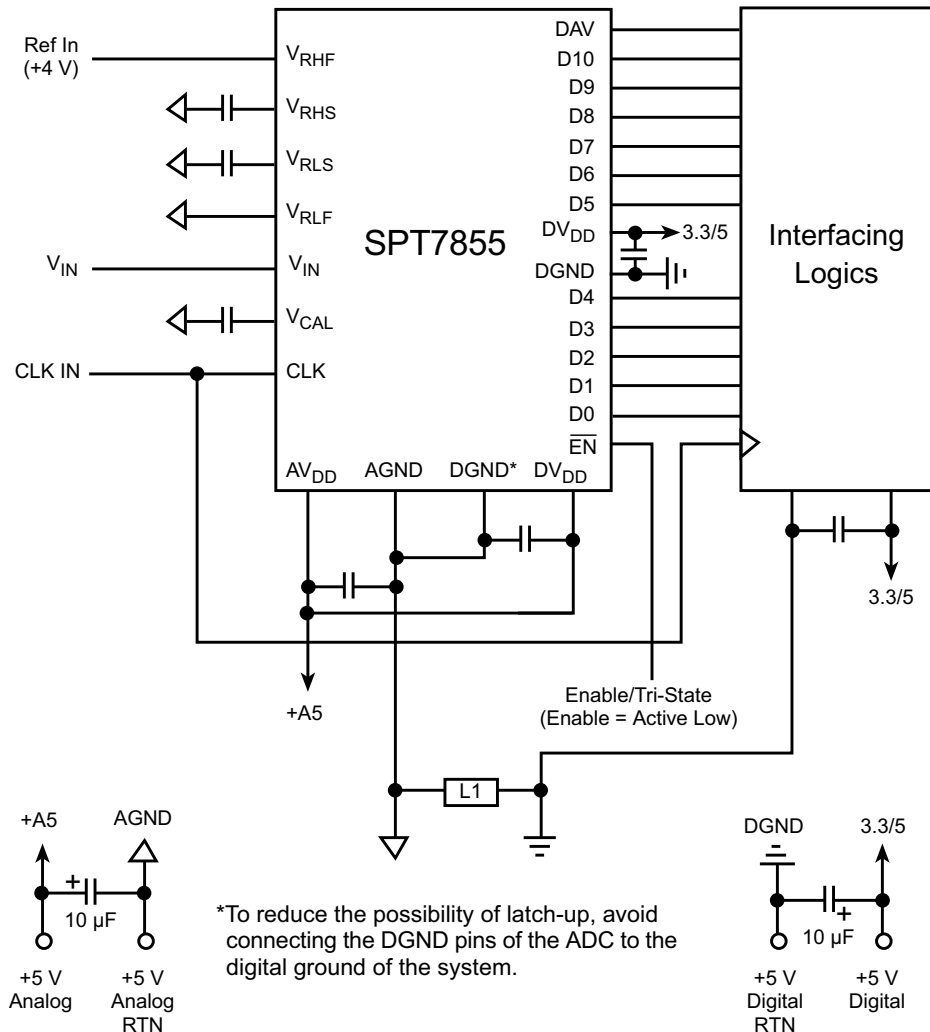 Ref In
(+4 V)
VRHF
VRHS
VRLS
VRLF
VIN
VIN
VCAL
CLK IN
CLK
SPT7855
DAV
D10
D9
D8
D7
D6
D5
DVDD
3.3/5
DGND
D4
D3
D2
D1
D0
EN
AVDD
AGND
DGND*
DVDD
Interfacing
Logics
3.3/5
+A5
Enable/Tri-State
(Enable = Active Low)
L1
+A5
AGND
+
10 µF
+5 V
Analog
+5 V
Analog
RTN
*To reduce the possibility of latch-up, avoid
connecting the DGND pins of the ADC to the
digital ground of the system.
DGND
3.3/5
10 µF
+
+5 V
Digital
RTN
+5 V
Digital